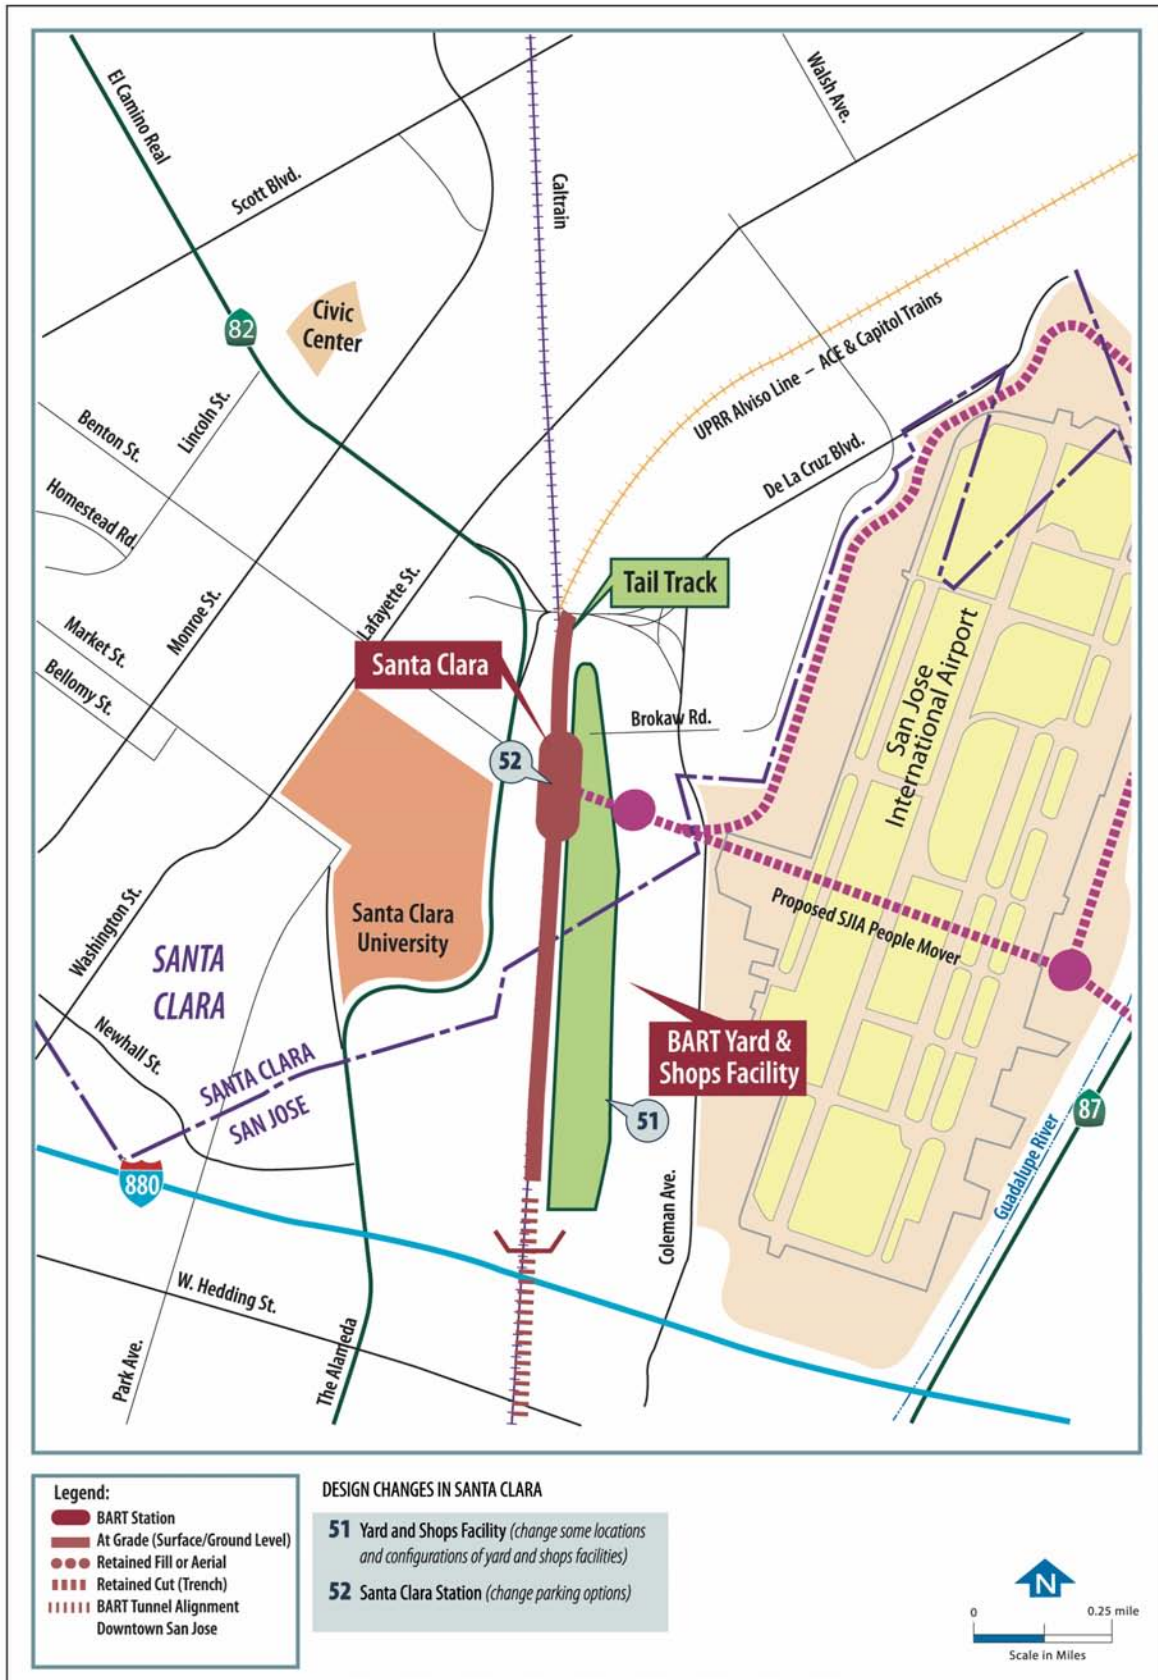 El Camino Real
Scott Blvd.
Caltrain
Walsh Ave.
82
Civic
Center
UPRR Alviso Line – ACE & Capitol Trains
Lincoln St.
Benton St.
De La Cruz Blvd.
Homestead Rd.
Lafayette St.
Tail Track
Monroe St.
Market St.
Santa Clara
Bellomy St.
Brokaw Rd.
52
San Jose
International Airport
Santa Clara
University
Proposed SJIA People Mover
Washington St.
SANTA
CLARA
Newhall St.
SANTA CLARA
SAN JOSE
BART Yard &
Shops Facility
51
87
Guadalupe River
880
Coleman Ave.
W. Hedding St.
Park Ave.
The Alameda
Legend:
BART Station
At Grade (Surface/Ground Level)
Retained Fill or Aerial
Retained Cut (Trench)
BART Tunnel Alignment
Downtown San Jose
DESIGN CHANGES IN SANTA CLARA
51 Yard and Shops Facility (change some locations
and configurations of yard and shops facilities)
52 Santa Clara Station (change parking options)
N
0 0.25 mile
Scale in Miles